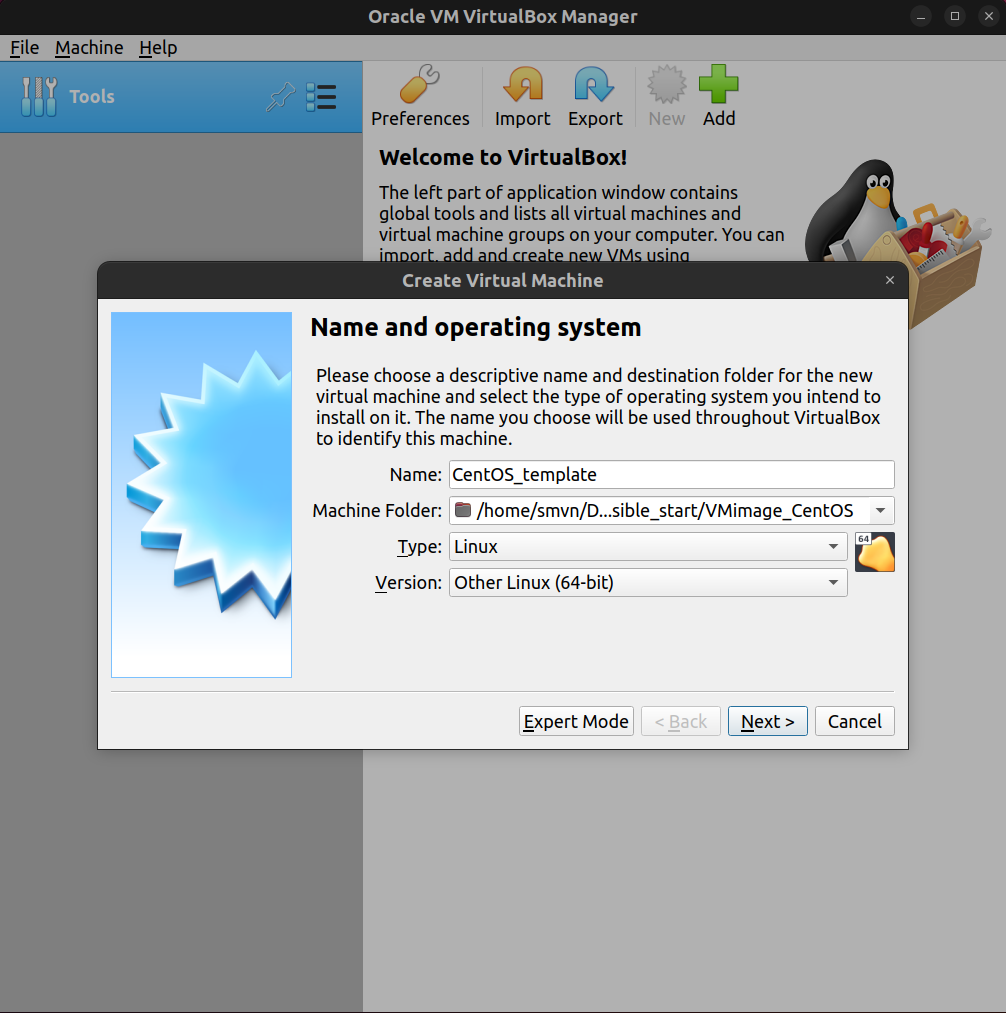 Oracle VM VirtualBox Manager
File Machine Help
Tools
Preferences Import Export New Add
Welcome to VirtualBox!
The left part of application window contains
global tools and lists all virtual machines and
virtual machine groups on your computer. You can
import, add and create new VMs using
Create Virtual Machine
Name and operating system
Please choose a descriptive name and destination folder for the new
virtual machine and select the type of operating system you intend to
install on it. The name you choose will be used throughout VirtualBox
to identify this machine.
Name: CentOS_template
Machine Folder: /home/smvn/D...sible_start/VMimage_CentOS
Type: Linux
64
Version: Other Linux (64-bit)
Expert Mode < Back Next > Cancel